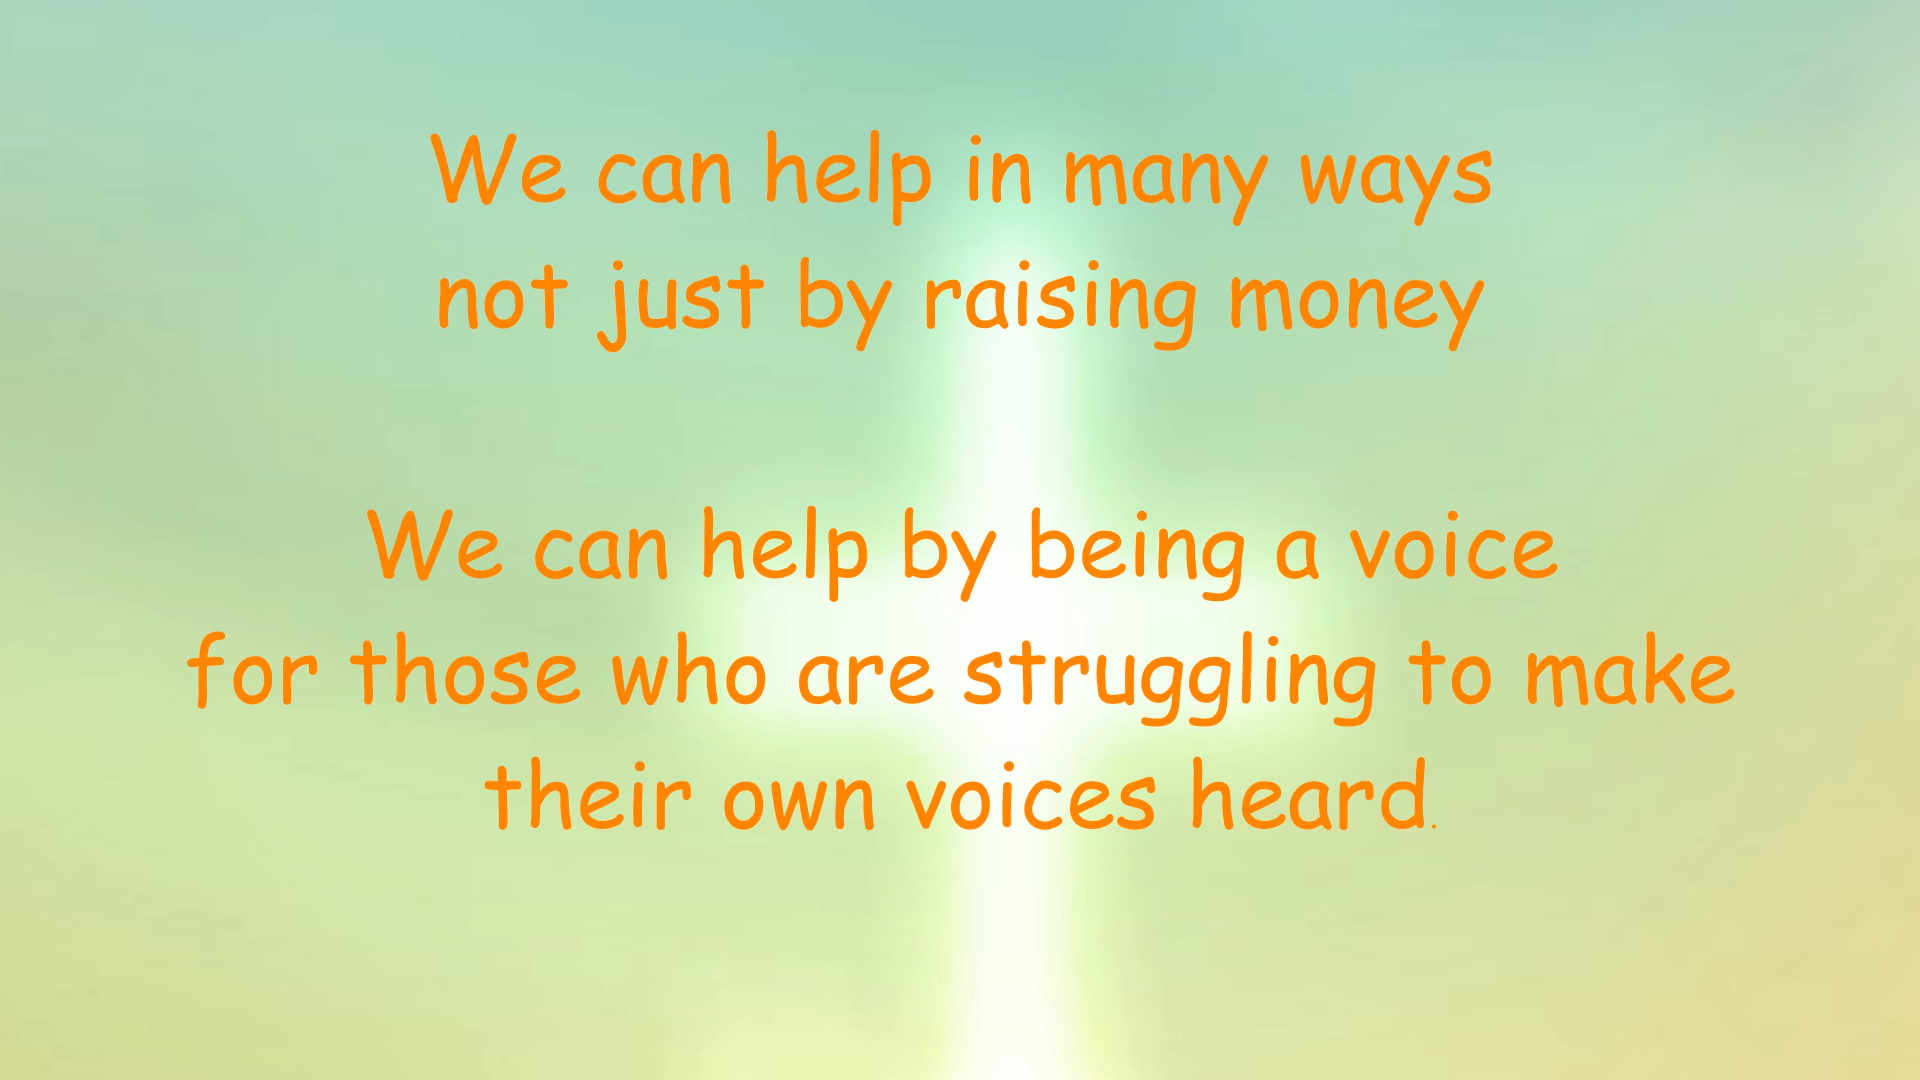 We can help in many ways
not just by raising money
We can help by being a voice
for those who are struggling to make
their own voices heard.